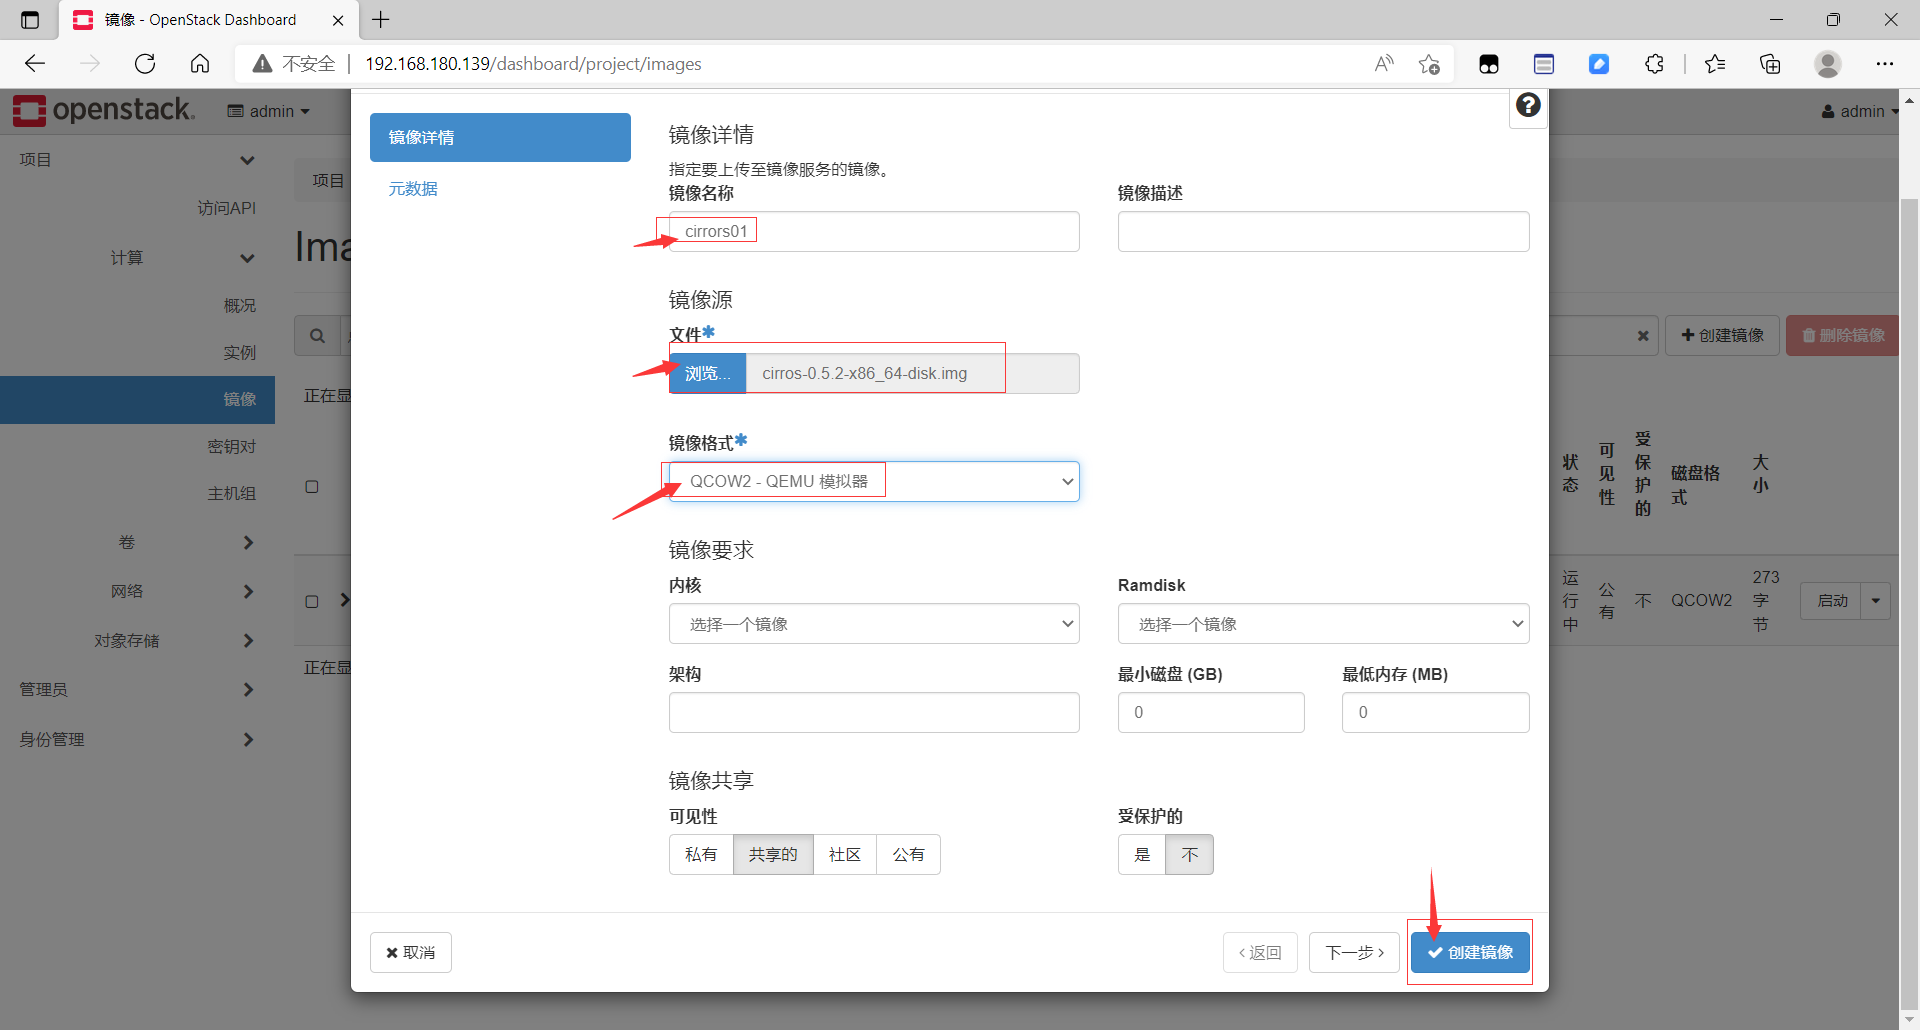 镜像 - OpenStack Dashboard
不安全
192.168.180.139/dashboard/project/images
openstack.
admin
admin
项目
访问API
计算
概况
实例
镜像
密钥对
主机组
卷
网络
对象存储
管理员
身份管理
项目
Ima
正在显
正在显
镜像详情
元数据
镜像详情
指定要上传至镜像服务的镜像。
镜像名称
镜像描述
cirrors01
镜像源
文件*
浏览...
cirros-0.5.2-x86_64-disk.img
镜像格式*
QCOW2 - QEMU 模拟器
镜像要求
内核
Ramdisk
选择一个镜像
选择一个镜像
架构
最小磁盘 (GB)
最低内存 (MB)
0
0
镜像共享
可见性
受保护的
私有
共享的
社区
公有
是
不
取消
返回
下一步
创建镜像
创建镜像
删除镜像
状态
可见性
受保护的
磁盘格式
大小
运行中
公有
不
QCOW2
273字节
启动